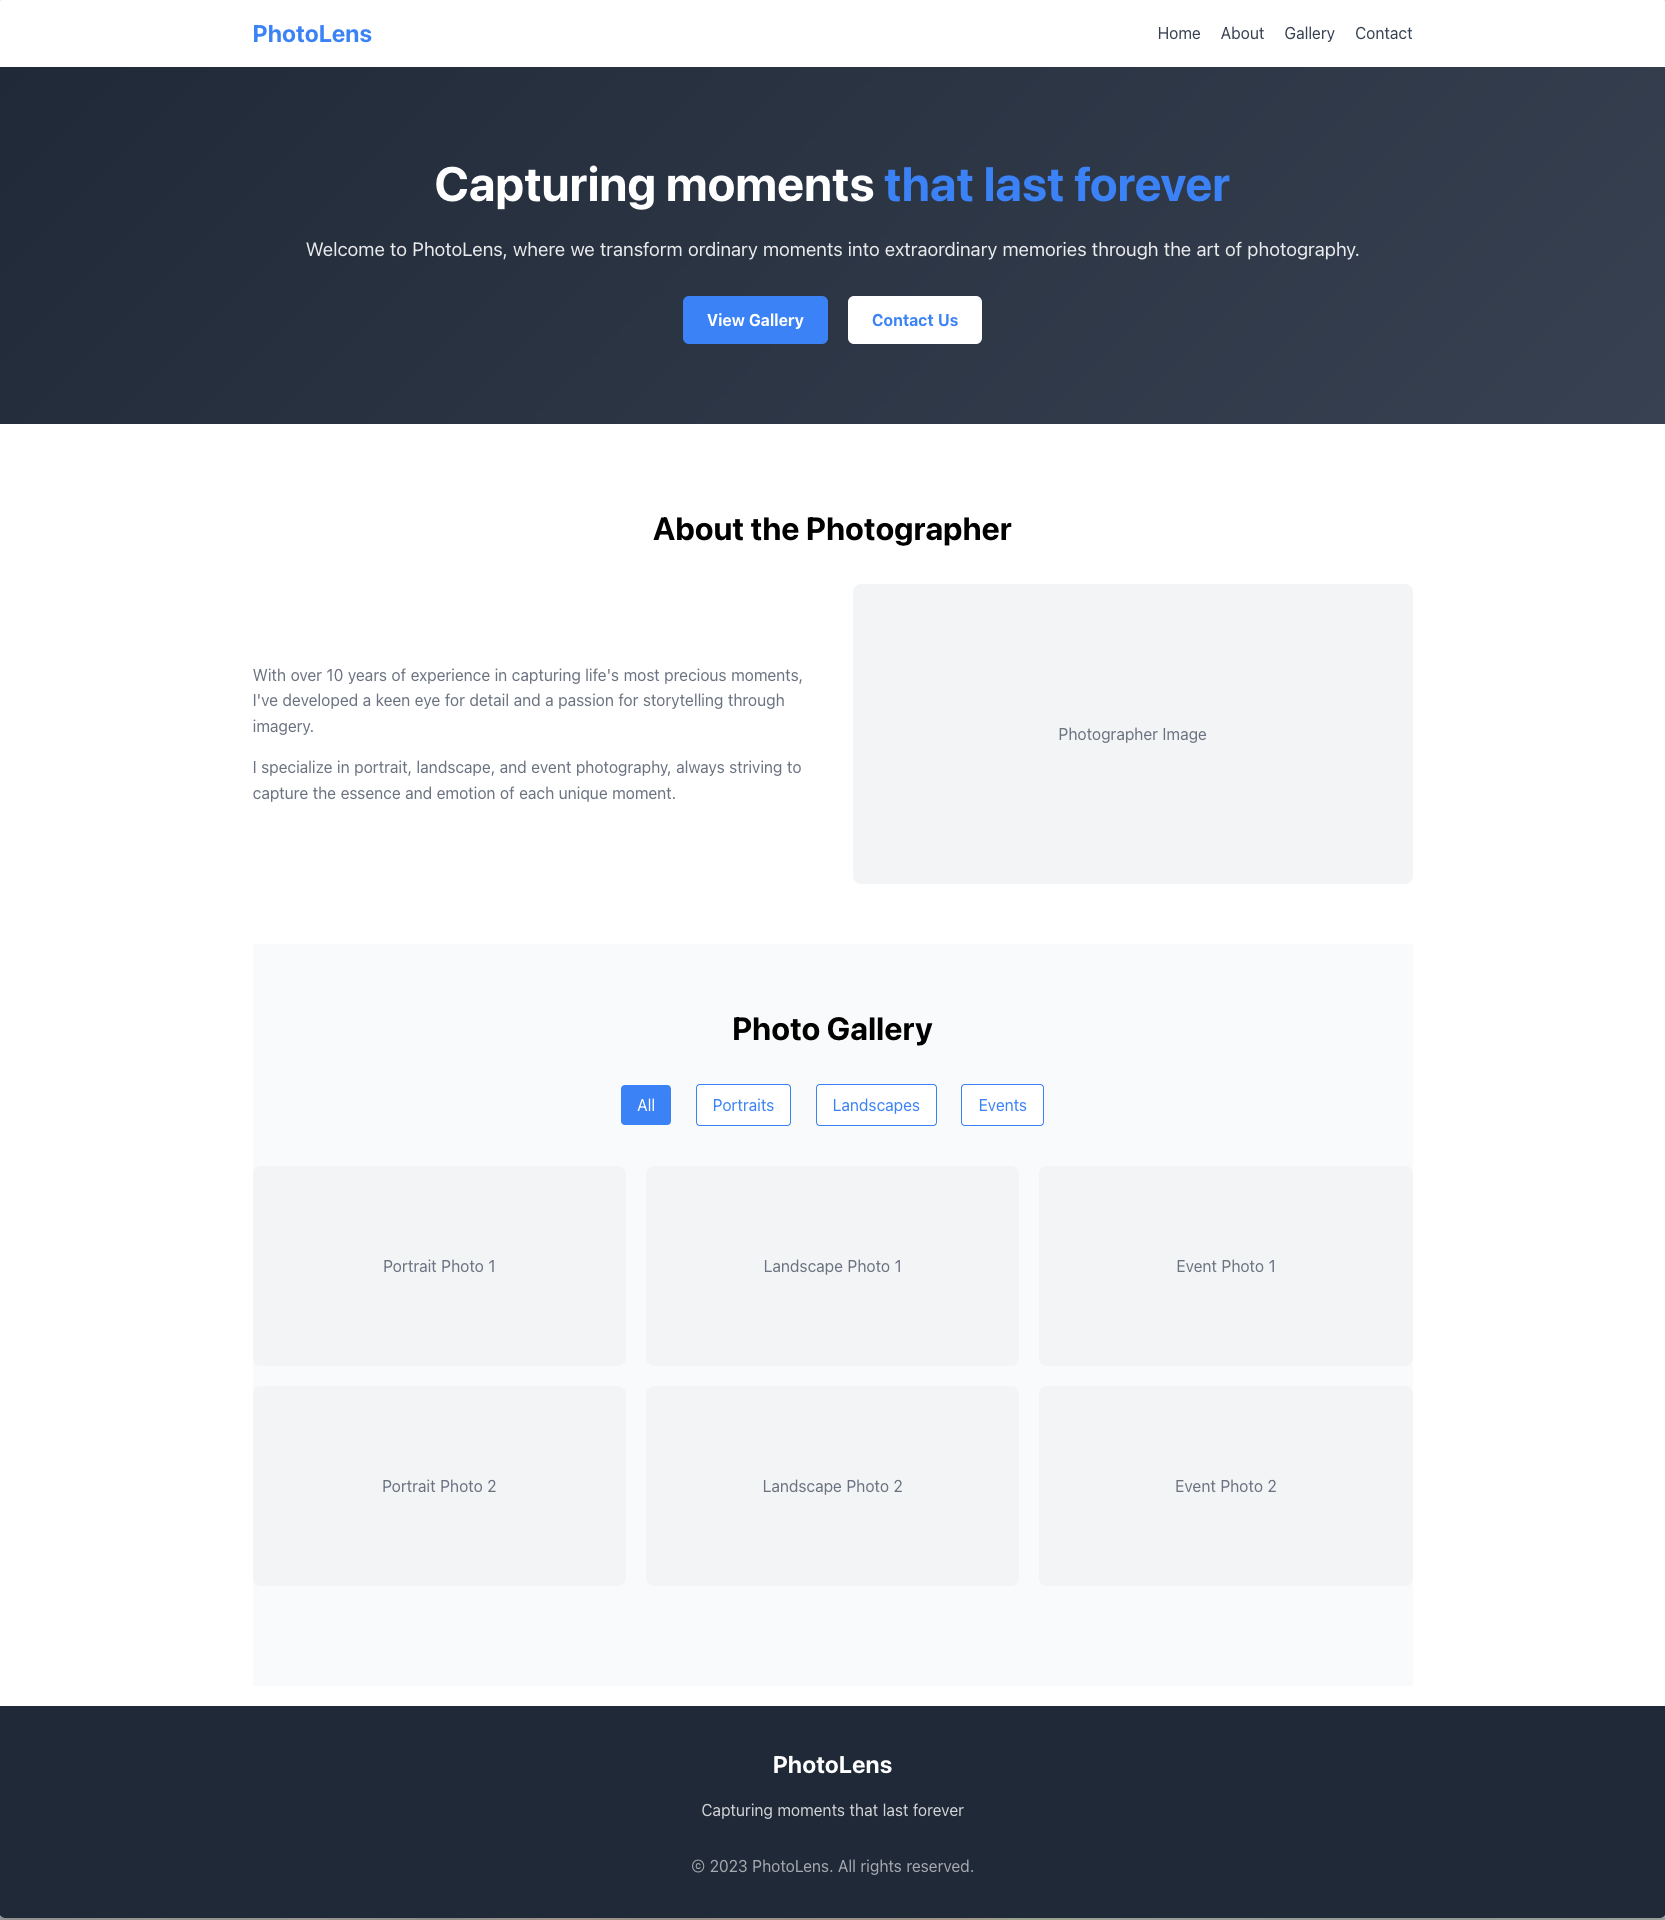 PhotoLens
Home About Gallery Contact
Capturing moments that last forever
Welcome to PhotoLens, where we transform ordinary moments into extraordinary memories through the art of photography.
View Gallery Contact Us
About the Photographer
With over 10 years of experience in capturing life's most precious moments,
I've developed a keen eye for detail and a passion for storytelling through
imagery.
I specialize in portrait, landscape, and event photography, always striving to
capture the essence and emotion of each unique moment.
Photographer Image
Photo Gallery
All Portraits Landscapes Events
Portrait Photo 1 Landscape Photo 1 Event Photo 1
Portrait Photo 2 Landscape Photo 2 Event Photo 2
PhotoLens
Capturing moments that last forever
© 2023 PhotoLens. All rights reserved.